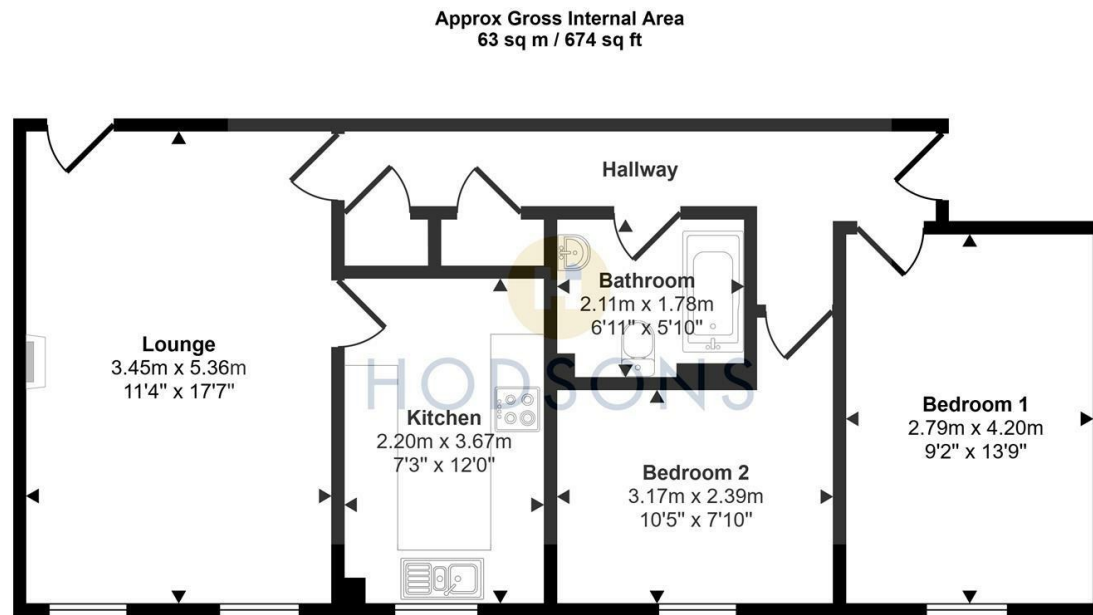 Approx Gross Internal Area
63 sq m / 674 sq ft
Hallway
Bathroom
2.11m x 1.78m
6'11" x 5'10"
Lounge
3.45m x 5.36m
11'4" x 17'7"
HODSONS
Kitchen
2.20m x 3.67m
7'3" x 12'0"
Bedroom 1
2.79m x 4.20m
9'2" x 13'9"
Bedroom 2
3.17m x 2.39m
10'5" x 7'10"